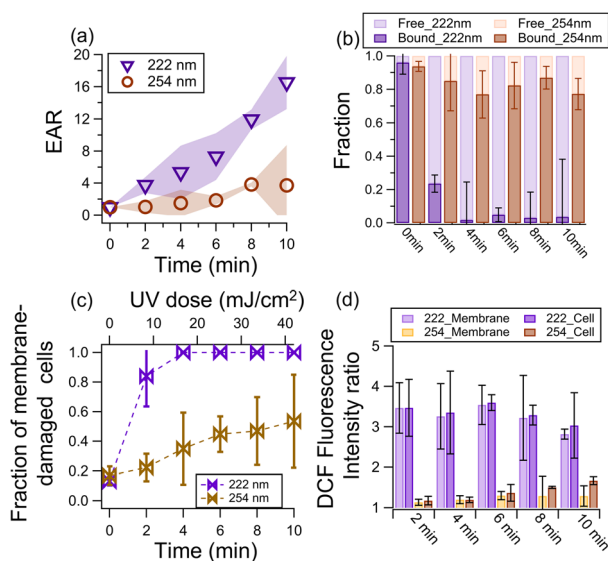 (a)
222 nm
254 nm
EAR
20
16
12
8
4
0
0 2 4 6 8 10
Time (min)
Free_222nm Free_254nm
Bound_222nm Bound_254nm
(b)
Fraction
1.0
0.8
0.6
0.4
0.2
0.0
0min 2min 4min 6min 8min 10min
(c)
UV dose (mJ/cm²)
0 10 20 30 40
Fraction of membrane-
damaged cells
1.0
0.8
0.6
0.4
0.2
0.0
222 nm
254 nm
0 2 4 6 8 10
Time (min)
(d)
222_Membrane 222_Cell
254_Membrane 254_Cell
DCF Fluorescence
Intensity ratio
5
4
3
2
1
2 min 4 min 6 min 8 min 10 min